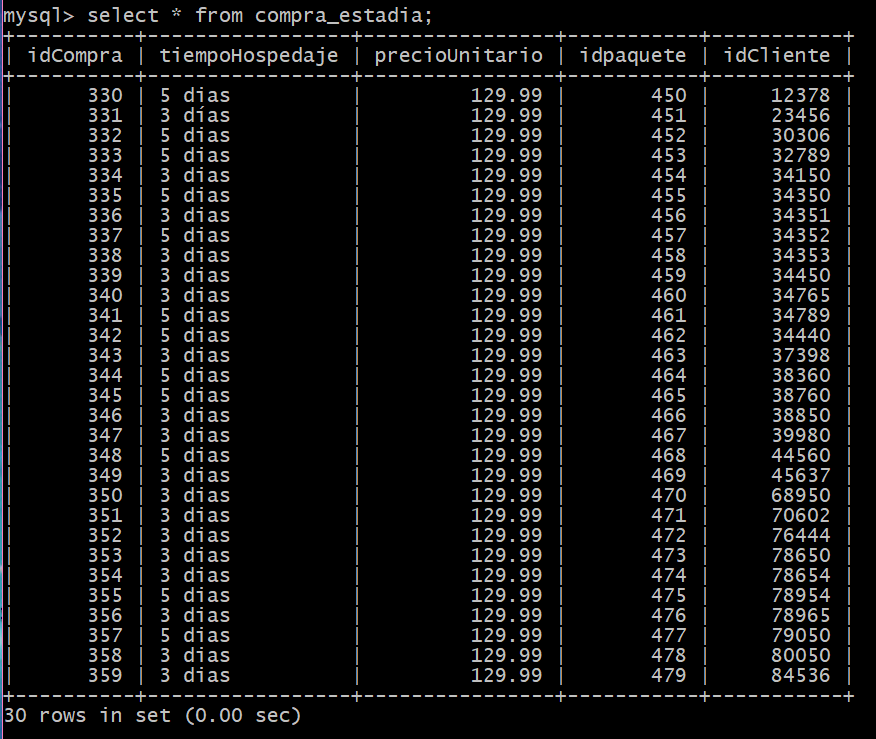 mysql> select * from compra_estadia;
+----------+------------------+-----------------+-----------+-----------+
| idCompra | tiempoHospedaje | precioUnitario | idpaquete | idCliente |
+----------+------------------+-----------------+-----------+-----------+
| 330 | 5 dias | 129.99 | 450 | 12378 |
| 331 | 3 días | 129.99 | 451 | 23456 |
| 332 | 5 dias | 129.99 | 452 | 30306 |
| 333 | 5 dias | 129.99 | 453 | 32789 |
| 334 | 3 dias | 129.99 | 454 | 34150 |
| 335 | 5 dias | 129.99 | 455 | 34350 |
| 336 | 3 dias | 129.99 | 456 | 34351 |
| 337 | 5 dias | 129.99 | 457 | 34352 |
| 338 | 3 dias | 129.99 | 458 | 34353 |
| 339 | 3 dias | 129.99 | 459 | 34450 |
| 340 | 3 dias | 129.99 | 460 | 34765 |
| 341 | 5 dias | 129.99 | 461 | 34789 |
| 342 | 5 dias | 129.99 | 462 | 34440 |
| 343 | 3 dias | 129.99 | 463 | 37398 |
| 344 | 5 dias | 129.99 | 464 | 38360 |
| 345 | 5 dias | 129.99 | 465 | 38760 |
| 346 | 3 dias | 129.99 | 466 | 38850 |
| 347 | 3 dias | 129.99 | 467 | 39980 |
| 348 | 5 dias | 129.99 | 468 | 44560 |
| 349 | 3 dias | 129.99 | 469 | 45637 |
| 350 | 3 dias | 129.99 | 470 | 68950 |
| 351 | 3 dias | 129.99 | 471 | 70602 |
| 352 | 3 dias | 129.99 | 472 | 76444 |
| 353 | 3 dias | 129.99 | 473 | 78650 |
| 354 | 3 dias | 129.99 | 474 | 78654 |
| 355 | 5 dias | 129.99 | 475 | 78954 |
| 356 | 3 dias | 129.99 | 476 | 78965 |
| 357 | 5 dias | 129.99 | 477 | 79050 |
| 358 | 3 dias | 129.99 | 478 | 80050 |
| 359 | 3 dias | 129.99 | 479 | 84536 |
+----------+------------------+-----------------+-----------+-----------+
30 rows in set (0.00 sec)